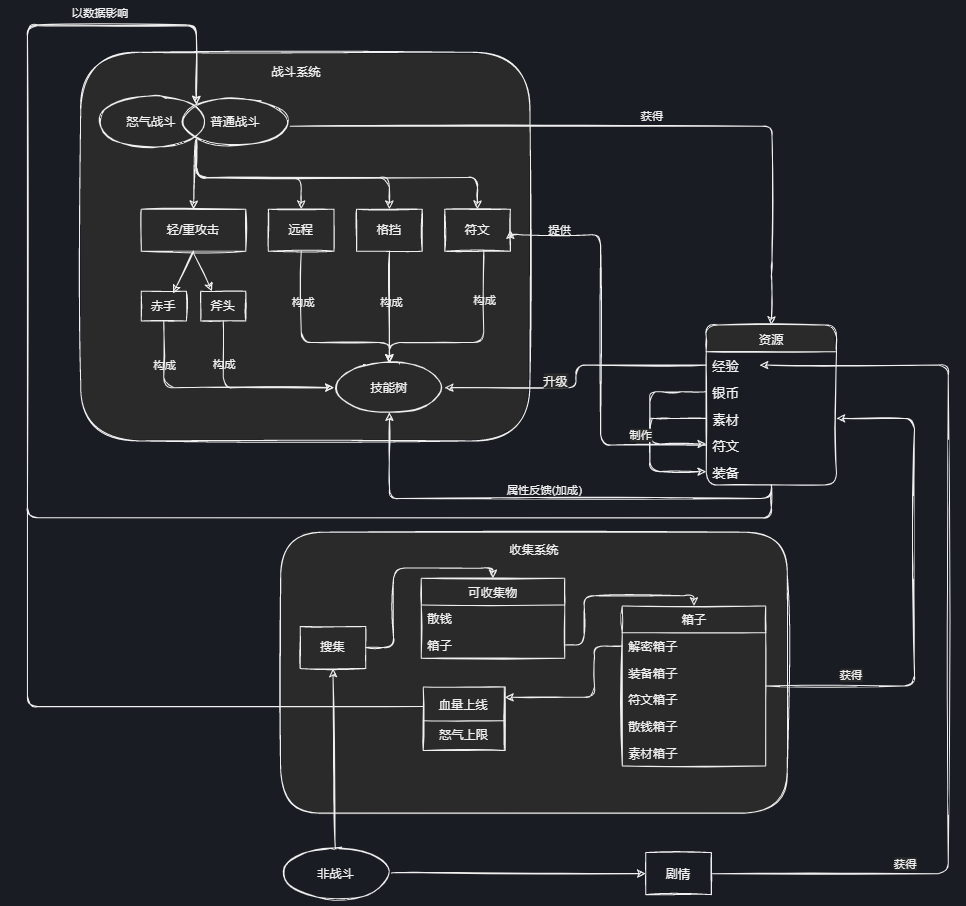 以数据影响
战斗系统
怒气战斗
普通战斗
获得
轻/重攻击
远程
格挡
符文
提供
赤手
斧头
构成
构成
构成
构成
构成
技能树
升级
资源
经验
银币
素材
符文
装备
制作
属性反馈(加成)
收集系统
搜集
可收集物
散钱
箱子
箱子
解密箱子
装备箱子
符文箱子
散钱箱子
素材箱子
血量上线
怒气上限
获得
非战斗
剧情
获得